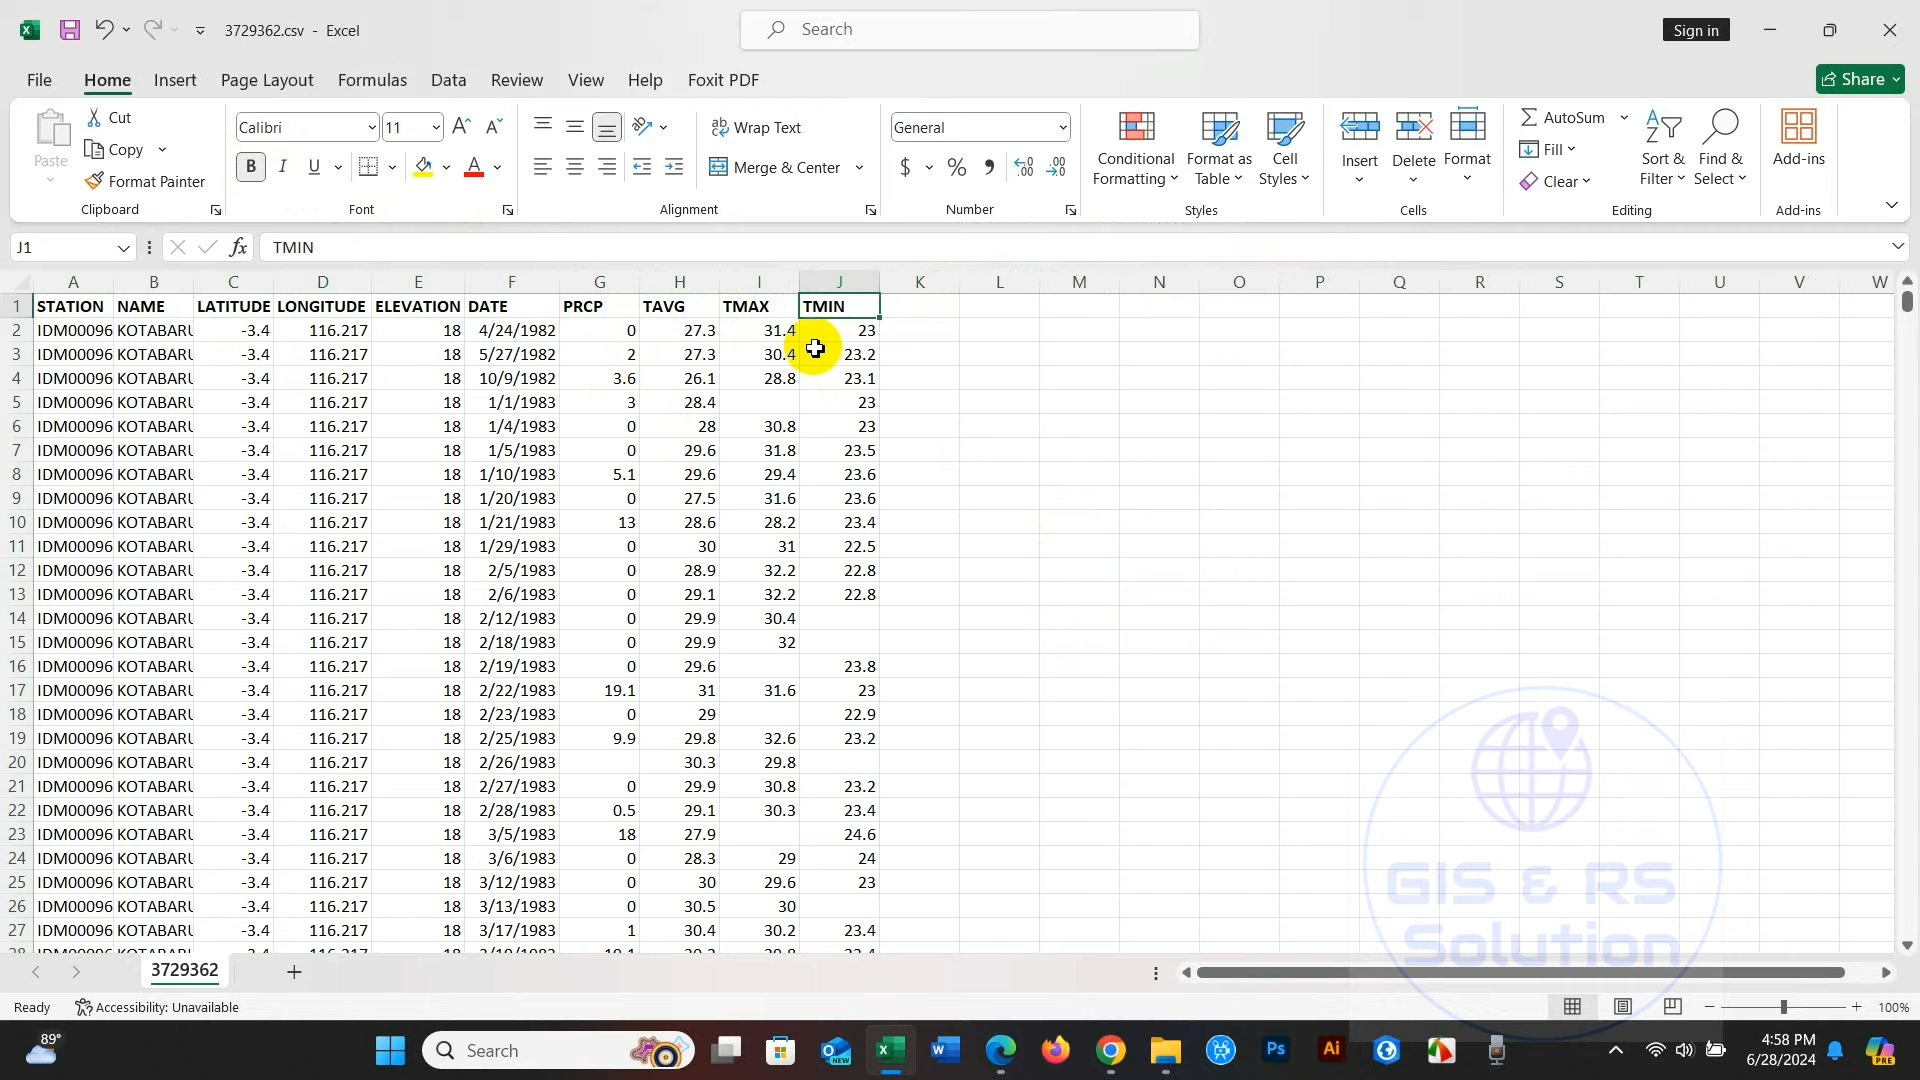 3729362.csv - Excel
Search
Sign in
File Home Insert Page Layout Formulas Data Review View Help Foxit PDF
Share
Paste
Cut
Copy
Format Painter
Clipboard
Calibri 11
B I U
Font
Wrap Text
Merge & Center
Alignment
General
$ % 9
Number
Conditional Formatting
Format as Table
Cell Styles
Styles
Insert
Delete
Format
Cells
AutoSum
Fill
Clear
Sort & Filter
Find & Select
Editing
Add-ins
Add-ins
J1 fx TMIN
A B C D E F G H I J K L M N O P Q R S T U V W
1 STATION NAME LATITUDE LONGITUDE ELEVATION DATE PRCP TAVG TMAX TMIN
2 IDM00096 KOTABARU -3.4 116.217 18 4/24/1982 0 27.3 31.4 23
3 IDM00096 KOTABARU -3.4 116.217 18 5/27/1982 2 27.3 30.4 23.2
4 IDM00096 KOTABARU -3.4 116.217 18 10/9/1982 3.6 26.1 28.8 23.1
5 IDM00096 KOTABARU -3.4 116.217 18 1/1/1983 3 28.4 23
6 IDM00096 KOTABARU -3.4 116.217 18 1/4/1983 0 28 30.8 23
7 IDM00096 KOTABARU -3.4 116.217 18 1/5/1983 0 29.6 31.8 23.5
8 IDM00096 KOTABARU -3.4 116.217 18 1/10/1983 5.1 29.6 29.4 23.6
9 IDM00096 KOTABARU -3.4 116.217 18 1/20/1983 0 27.5 31.6 23.6
10 IDM00096 KOTABARU -3.4 116.217 18 1/21/1983 13 28.6 28.2 23.4
11 IDM00096 KOTABARU -3.4 116.217 18 1/29/1983 0 30 31 22.5
12 IDM00096 KOTABARU -3.4 116.217 18 2/5/1983 0 28.9 32.2 22.8
13 IDM00096 KOTABARU -3.4 116.217 18 2/6/1983 0 29.1 32.2 22.8
14 IDM00096 KOTABARU -3.4 116.217 18 2/12/1983 0 29.9 30.4
15 IDM00096 KOTABARU -3.4 116.217 18 2/18/1983 0 29.9 32
16 IDM00096 KOTABARU -3.4 116.217 18 2/19/1983 0 29.6 23.8
17 IDM00096 KOTABARU -3.4 116.217 18 2/22/1983 19.1 31 31.6 23
18 IDM00096 KOTABARU -3.4 116.217 18 2/23/1983 0 29 22.9
19 IDM00096 KOTABARU -3.4 116.217 18 2/25/1983 9.9 29.8 32.6 23.2
20 IDM00096 KOTABARU -3.4 116.217 18 2/26/1983 30.3 29.8
21 IDM00096 KOTABARU -3.4 116.217 18 2/27/1983 0 29.9 30.8 23.2
22 IDM00096 KOTABARU -3.4 116.217 18 2/28/1983 0.5 29.1 30.3 23.4
23 IDM00096 KOTABARU -3.4 116.217 18 3/5/1983 18 27.9 24.6
24 IDM00096 KOTABARU -3.4 116.217 18 3/6/1983 0 28.3 29 24
25 IDM00096 KOTABARU -3.4 116.217 18 3/12/1983 0 30 29.6 23
26 IDM00096 KOTABARU -3.4 116.217 18 3/13/1983 0 30.5 30
27 IDM00096 KOTABARU -3.4 116.217 18 3/17/1983 1 30.4 30.2 23.4
GIS & RS
Solution
3729362
Ready Accessibility: Unavailable 100%
89°
Search
4:58 PM
6/28/2024